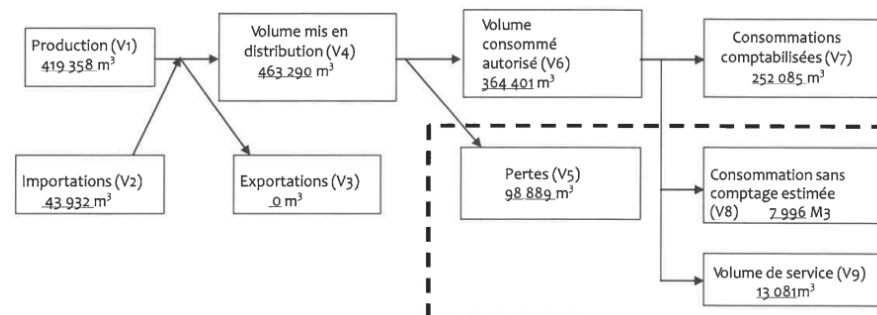 Production (V1)
419 358 m³
Volume mis en
distribution (V4)
463 290 m³
Volume
consommé
autorisé (V6)
364 401 m³
Consommations
comptabilisées (V7)
252 085 m³
Importations (V2)
43 932 m³
Exportations (V3)
0 m³
Pertes (V5)
98 889 m³
Consommation sans
comptage estimée
(V8) 7 996 M3
Volume de service (V9)
13 081m³